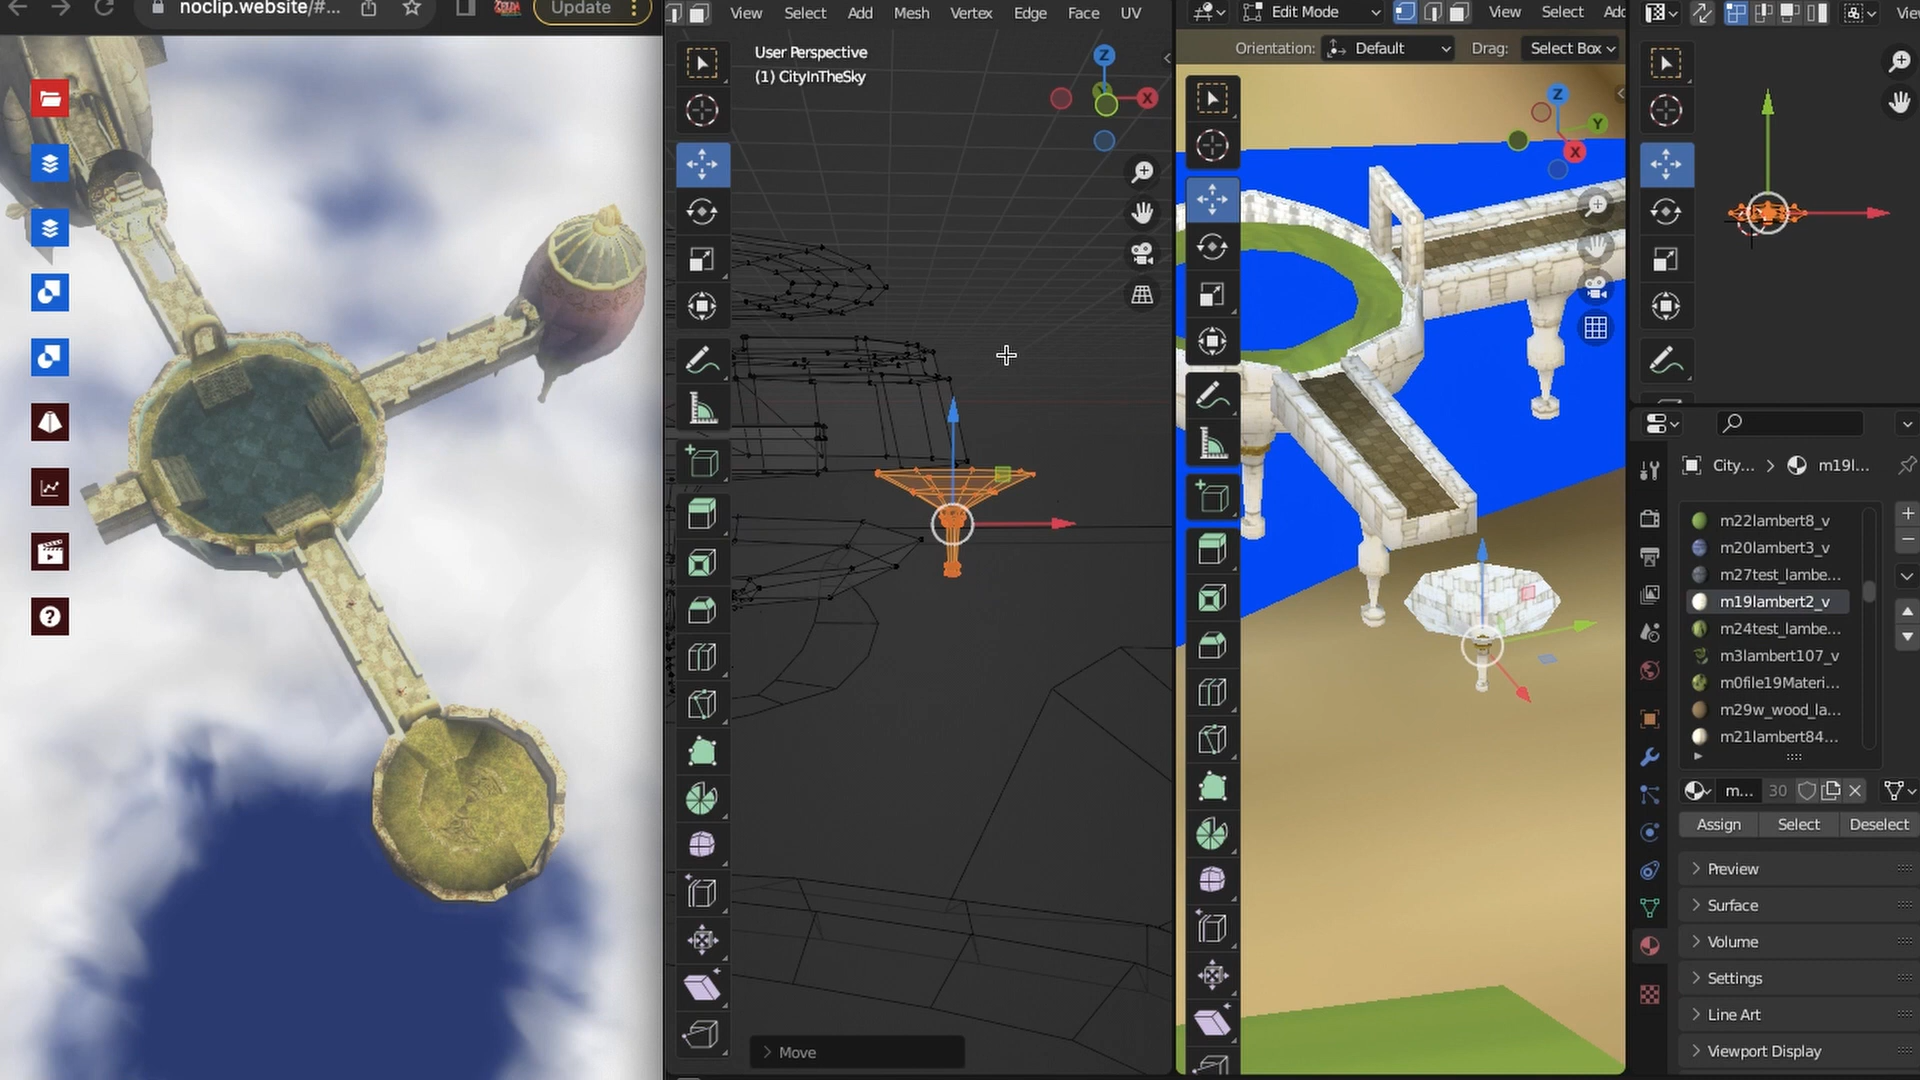 noclip.website/#...
Update
View Select Add Mesh Vertex Edge Face UV
User Perspective
(1) CityInTheSky
Z
X
Move
Edit Mode
View Select
Orientation: Default Drag: Select Box
Z
Y
X
City... m19l...
m22lambert8_v
m20lambert3_v
m27test_lambe...
m19lambert2_v
m24test_lambe...
m3lambert107_v
m0file19Materi...
m29w_wood_la...
m21lambert84...
m... 30
Assign Select Deselect
Preview
Surface
Volume
Settings
Line Art
Viewport Display